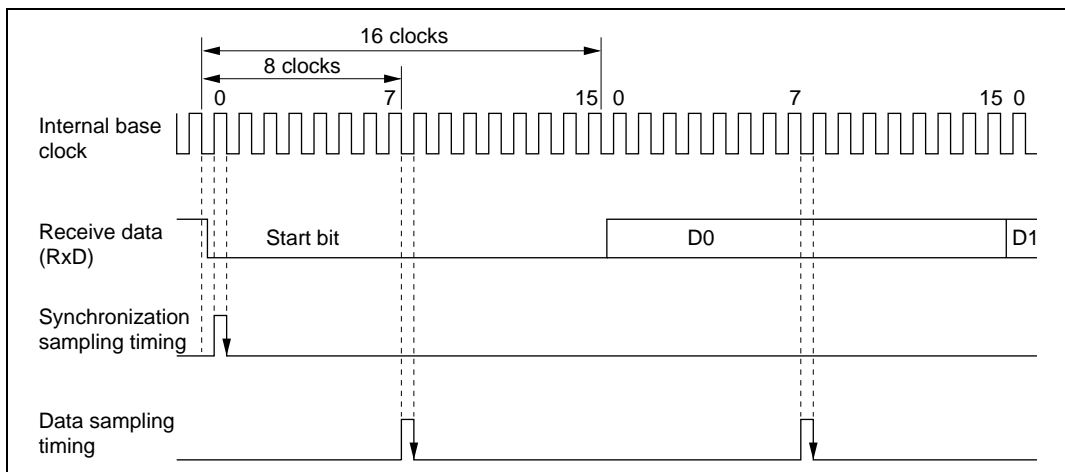 16 clocks
8 clocks
0 7 15 0 7 15 0
Internal base
clock
Receive data
(RxD)
Start bit D0 D1
Synchronization
sampling timing
Data sampling
timing